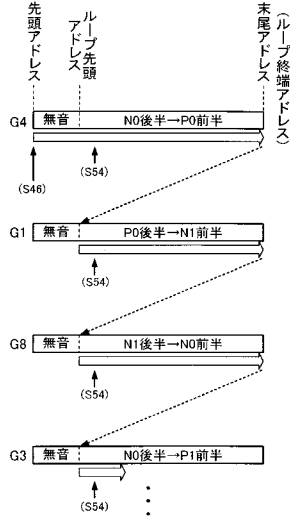 先頭アドレス
ループ先頭
アドレス
末尾アドレス
(ループ終端アドレス)
G4 無音 N0後半→P0前半
(S46) (S54)
G1 無音 P0後半→N1前半
(S54)
G8 無音 N1後半→N0前半
(S54)
G3 無音 N0後半→P1前半
(S54)